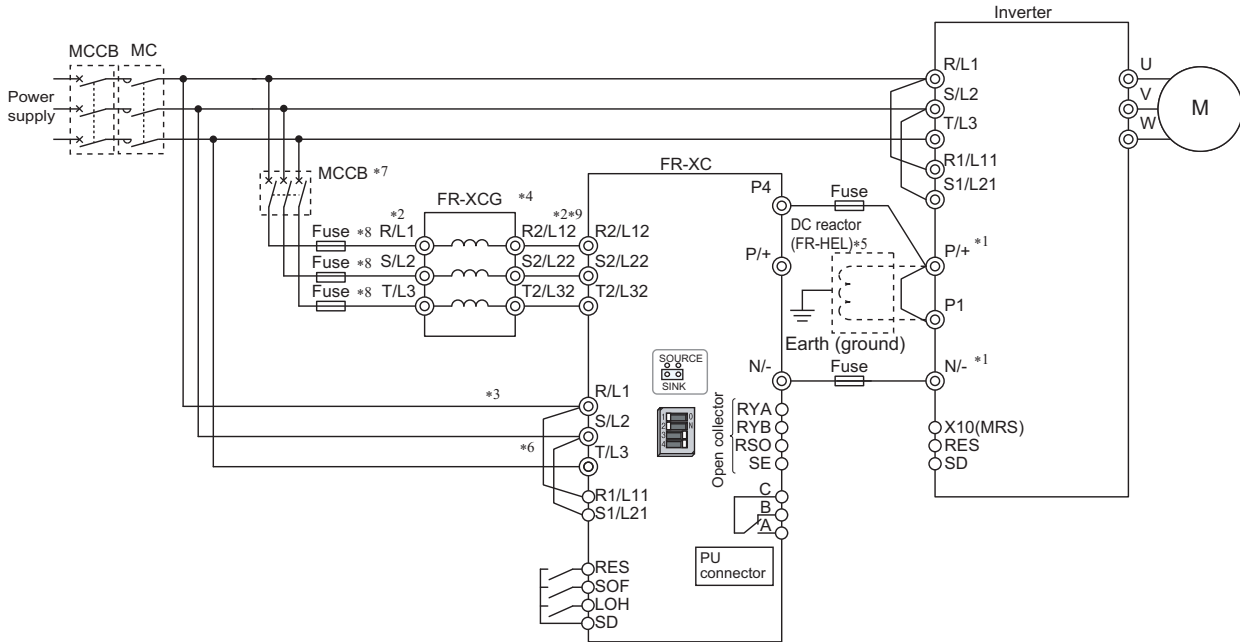 Inverter
MCCB MC
Power
supply
R/L1
S/L2
T/L3
R1/L11
S1/L21
U
V
W
M
MCCB *7
FR-XCG *4
FR-XC
*2
*2*9
Fuse *8 R/L1 R2/L12 R2/L12
Fuse *8 S/L2 S2/L22 S2/L22
Fuse *8 T/L3 T2/L32 T2/L32
P4
Fuse
DC reactor
(FR-HEL)*5
P/+
P/+ *1
P1
Earth (ground)
N/-
Fuse
N/- *1
SOURCE
SINK
1
2
3
4
O
N
*3
R/L1
S/L2
*6
T/L3
R1/L11
S1/L21
Open collector
RYA
RYB
RSO
SE
C
B
A
X10(MRS)
RES
SD
PU
connector
RES
SOF
LOH
SD